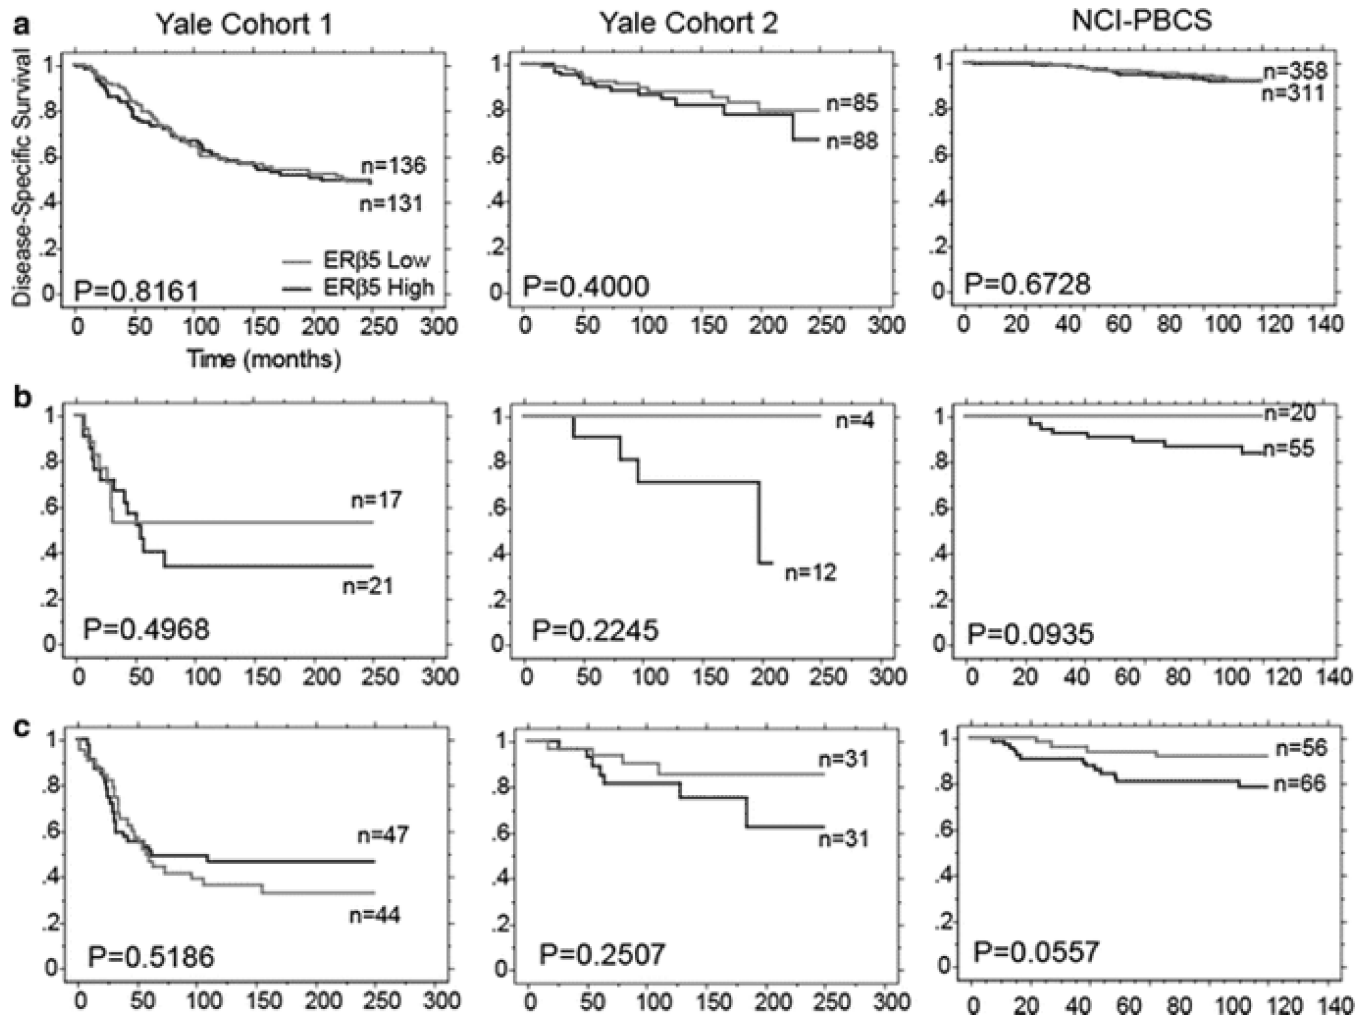 a Yale Cohort 1 Yale Cohort 2 NCI-PBCS
Disease-Specific Survival
1 .8 .6 .4 .2 0
n=136
n=131
ERβ5 Low
ERβ5 High
P=0.8161
0 50 100 150 200 250 300
Time (months)
1 .8 .6 .4 .2 0
n=85
n=88
P=0.4000
0 50 100 150 200 250 300
1 .8 .6 .4 .2 0
n=358
n=311
P=0.6728
0 20 40 60 80 100 120 140
b
1 .8 .6 .4 .2 0
n=17
n=21
P=0.4968
0 50 100 150 200 250 300
1 .8 .6 .4 .2 0
n=4
n=12
P=0.2245
0 50 100 150 200 250 300
1 .8 .6 .4 .2 0
n=20
n=55
P=0.0935
0 20 40 60 80 100 120 140
c
1 .8 .6 .4 .2 0
n=47
n=44
P=0.5186
0 50 100 150 200 250 300
1 .8 .6 .4 .2 0
n=31
n=31
P=0.2507
0 50 100 150 200 250 300
1 .8 .6 .4 .2 0
n=56
n=66
P=0.0557
0 20 40 60 80 100 120 140